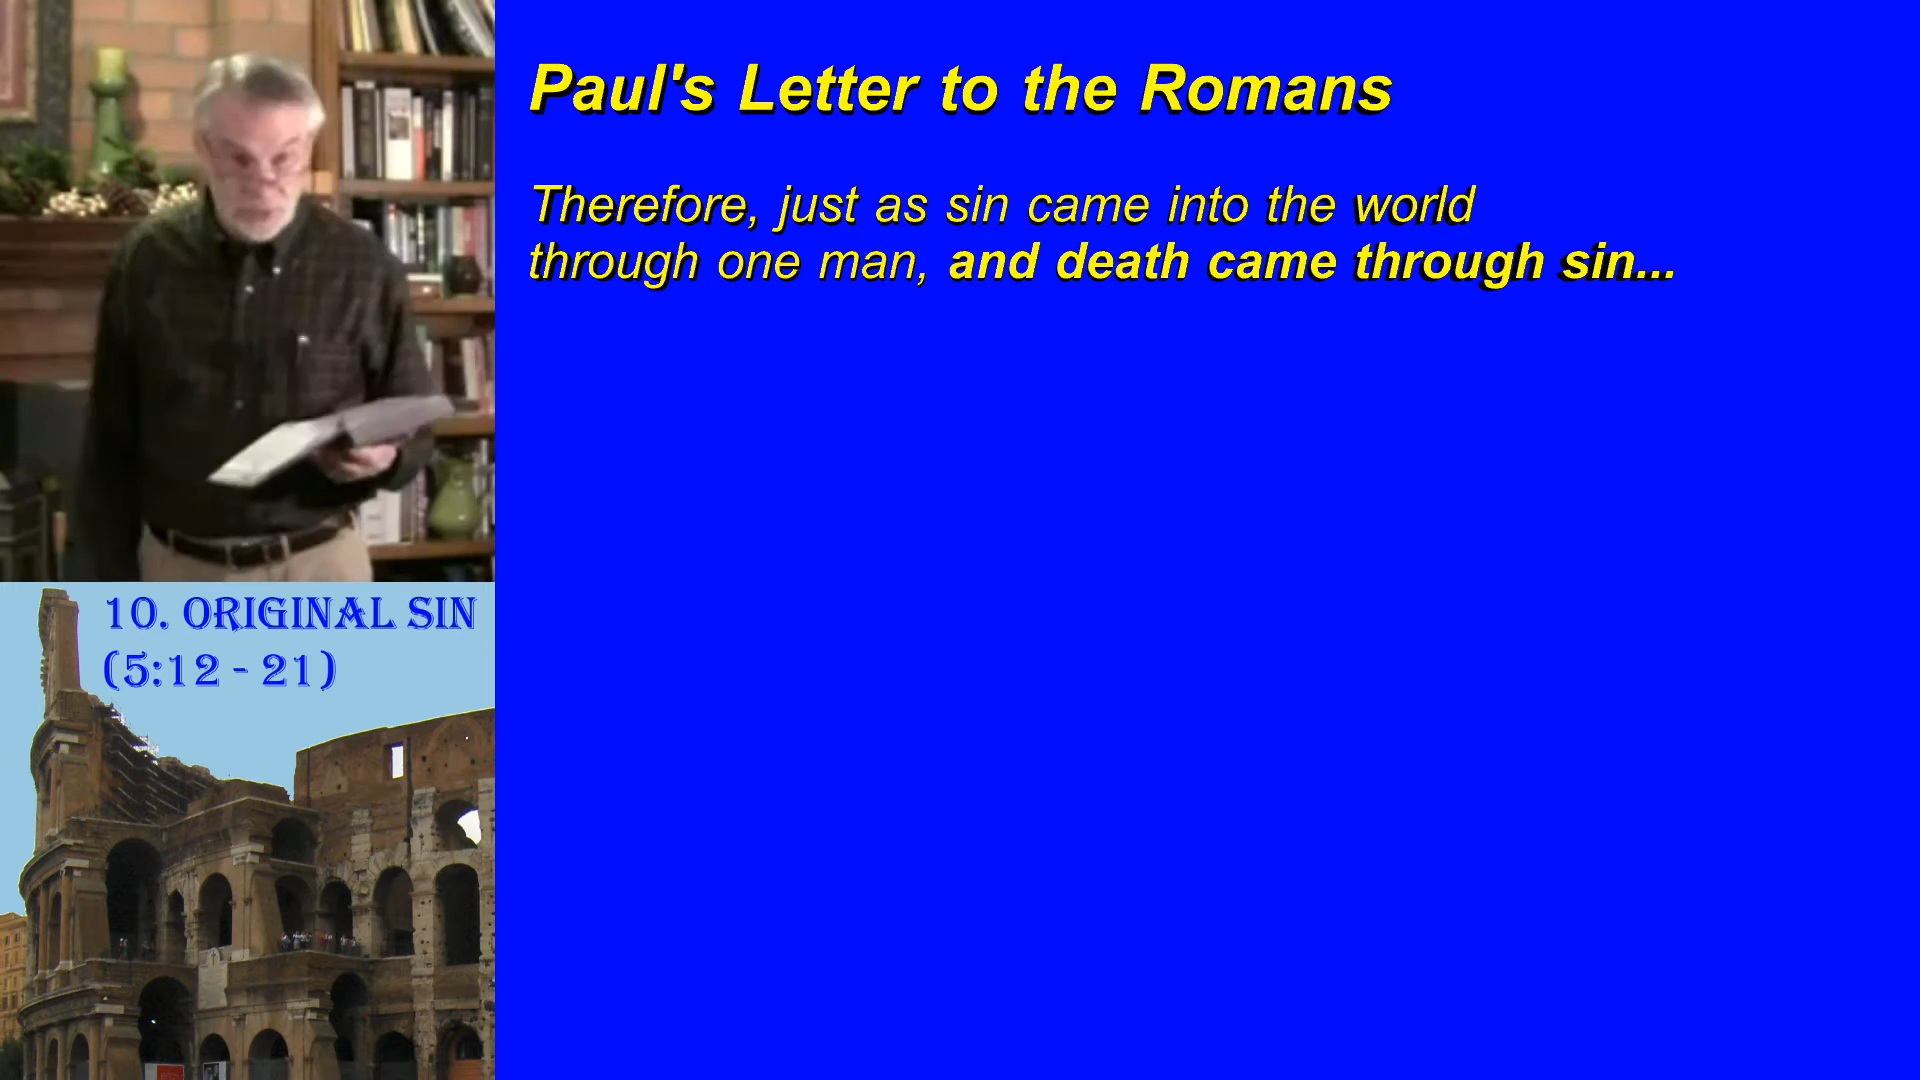 Paul's Letter to the Romans
Therefore, just as sin came into the world
through one man, and death came through sin...
10. ORIGINAL SIN
(5:12 - 21)